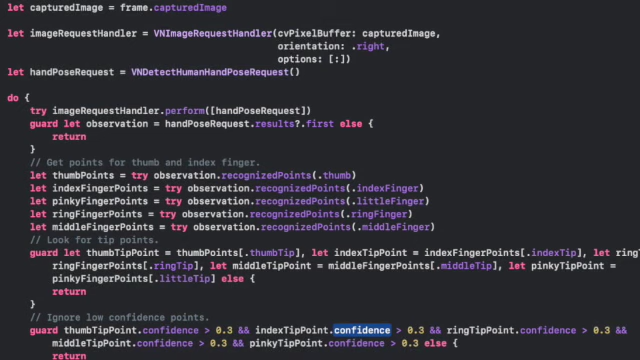 let capturedImage = frame.capturedImage
let imageRequestHandler = VNImageRequestHandler(cvPixelBuffer: capturedImage,
orientation: .right,
options: [:])
let handPoseRequest = VNDetectHumanHandPoseRequest()
do {
try imageRequestHandler.perform([handPoseRequest])
guard let observation = handPoseRequest.results?.first else {
return
}
// Get points for thumb and index finger.
let thumbPoints = try observation.recognizedPoints(.thumb)
let indexFingerPoints = try observation.recognizedPoints(.indexFinger)
let pinkyFingerPoints = try observation.recognizedPoints(.littleFinger)
let ringFingerPoints = try observation.recognizedPoints(.ringFinger)
let middleFingerPoints = try observation.recognizedPoints(.middleFinger)
// Look for tip points.
guard let thumbTipPoint = thumbPoints[.thumbTip], let indexTipPoint = indexFingerPoints[.indexTip], let ringT
ringFingerPoints[.ringTip], let middleTipPoint = middleFingerPoints[.middleTip], let pinkyTipPoint =
pinkyFingerPoints[.littleTip] else {
return
}
// Ignore low confidence points.
guard thumbTipPoint.confidence > 0.3 && indexTipPoint.confidence > 0.3 && ringTipPoint.confidence > 0.3 &&
middleTipPoint.confidence > 0.3 && pinkyTipPoint.confidence > 0.3 else {
return